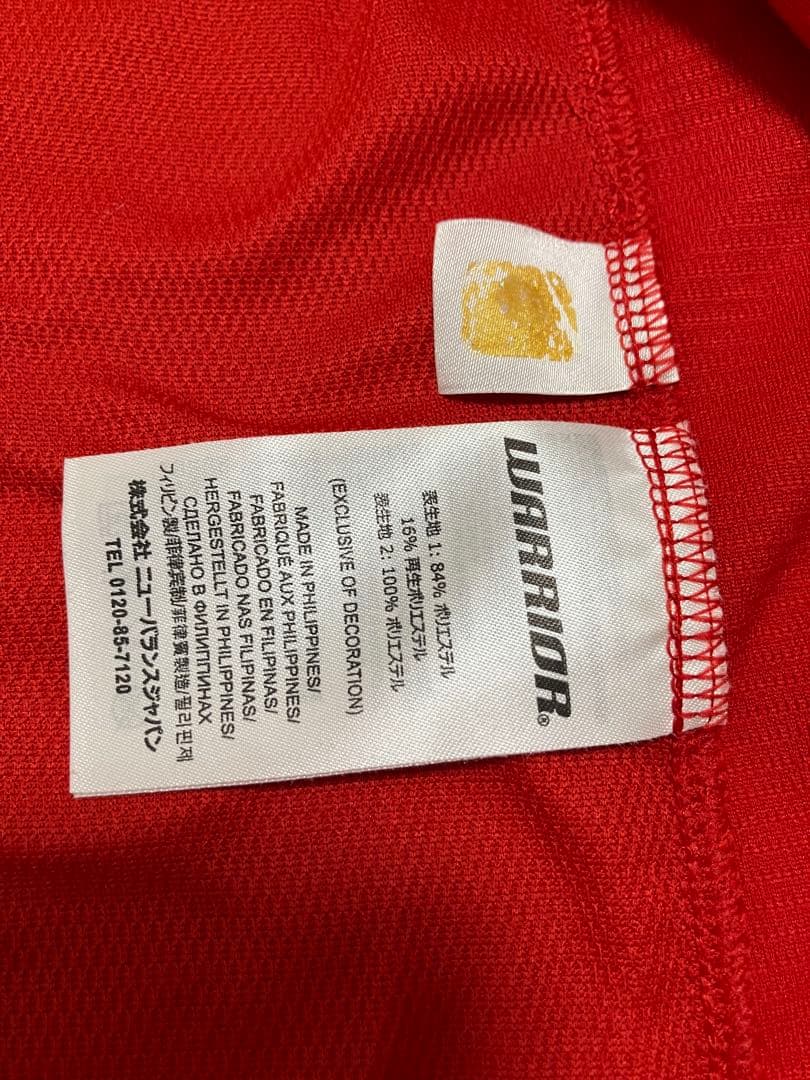 WARRIOR®
表生地 1: 84% ポリエステル
16% 再生ポリエステル
表生地 2: 100% ポリエステル
(EXCLUSIVE OF DECORATION)
MADE IN PHILIPPINES/
FABRIQUÉ AUX PHILIPPINES/
FABRICADO EN FILIPINAS/
FABRICADO NAS FILIPINAS/
HERGESTELLT IN PHILIPPINES/
СДЕЛАНО В ФИЛИППИНАХ
フィリピン製/菲律宾制/菲律賓製造/필리핀제
株式会社 ニューバランスジャパン
TEL 0120-85-7120